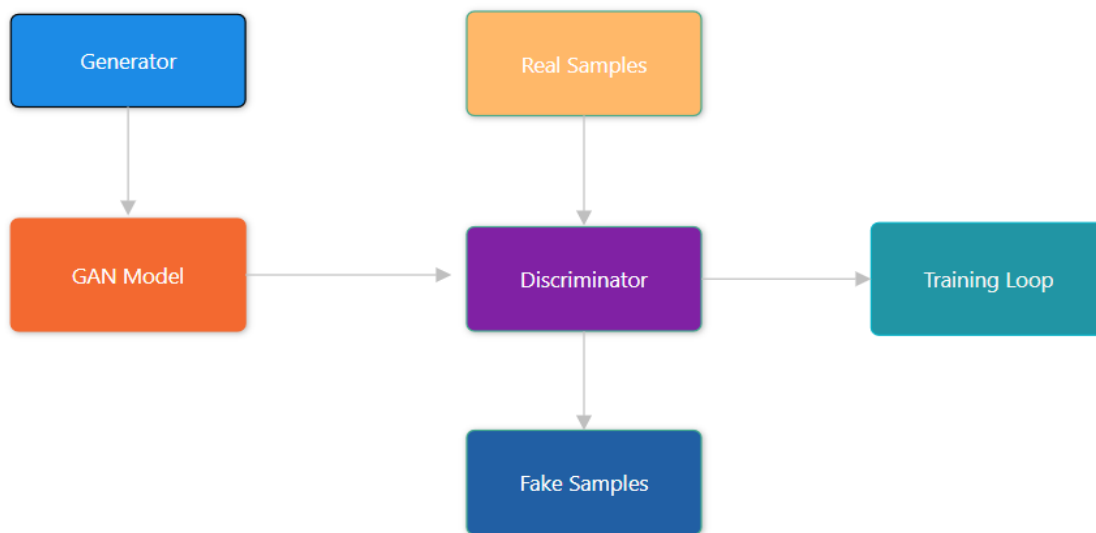 Generator
Real Samples
GAN Model
Discriminator
Training Loop
Fake Samples